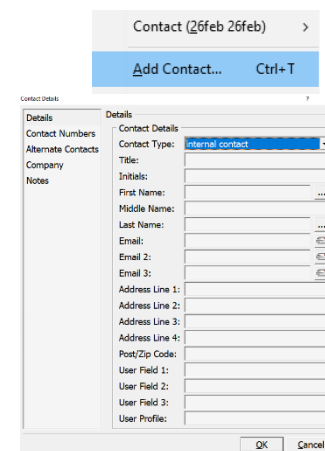 Contact (26feb 26feb) >
Add Contact... Ctrl+T
Contact Details ?
Details
Contact Numbers
Alternate Contacts
Company
Notes
Details
Contact Details
Contact Type: internal contact
Title:
Initials:
First Name: ...
Middle Name:
Last Name: ...
Email:
Email 2:
Email 3:
Address Line 1:
Address Line 2:
Address Line 3:
Address Line 4:
Post/Zip Code:
User Field 1:
User Field 2:
User Field 3:
User Profile:
OK Cancel